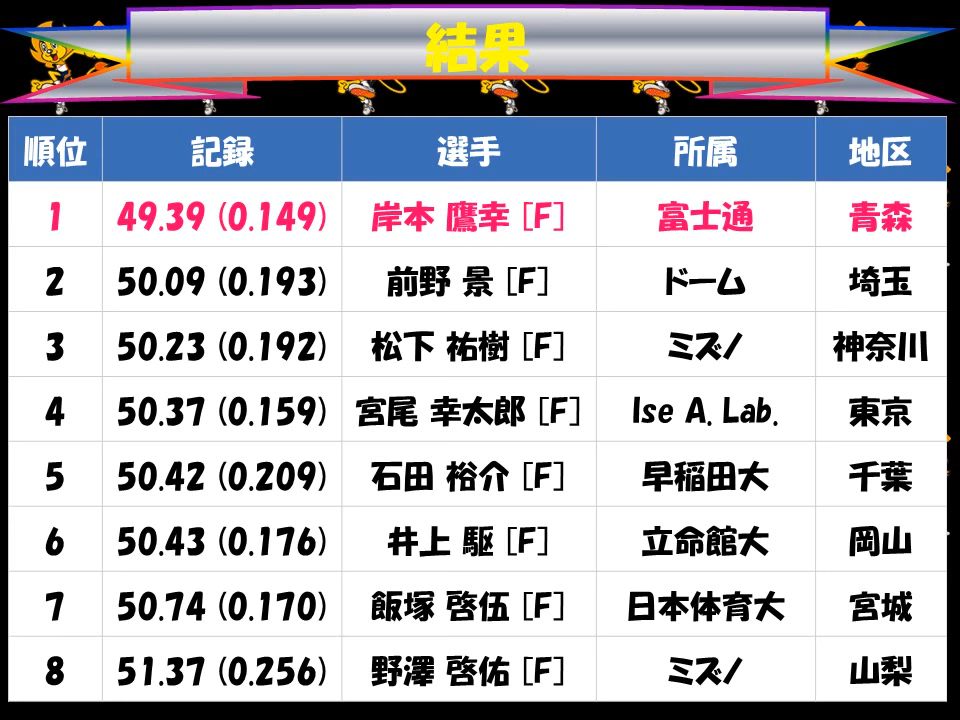 結果
順位 記録 選手 所属 地区
1 49.39 (0.149) 岸本 鷹幸 [F] 富士通 青森
2 50.09 (0.193) 前野 景 [F] ドーム 埼玉
3 50.23 (0.192) 松下 祐樹 [F] ミズノ 神奈川
4 50.37 (0.159) 宮尾 幸太郎 [F] Ise A. Lab. 東京
5 50.42 (0.209) 石田 裕介 [F] 早稲田大 千葉
6 50.43 (0.176) 井上 駆 [F] 立命館大 岡山
7 50.74 (0.170) 飯塚 啓伍 [F] 日本体育大 宮城
8 51.37 (0.256) 野澤 啓佑 [F] ミズノ 山梨